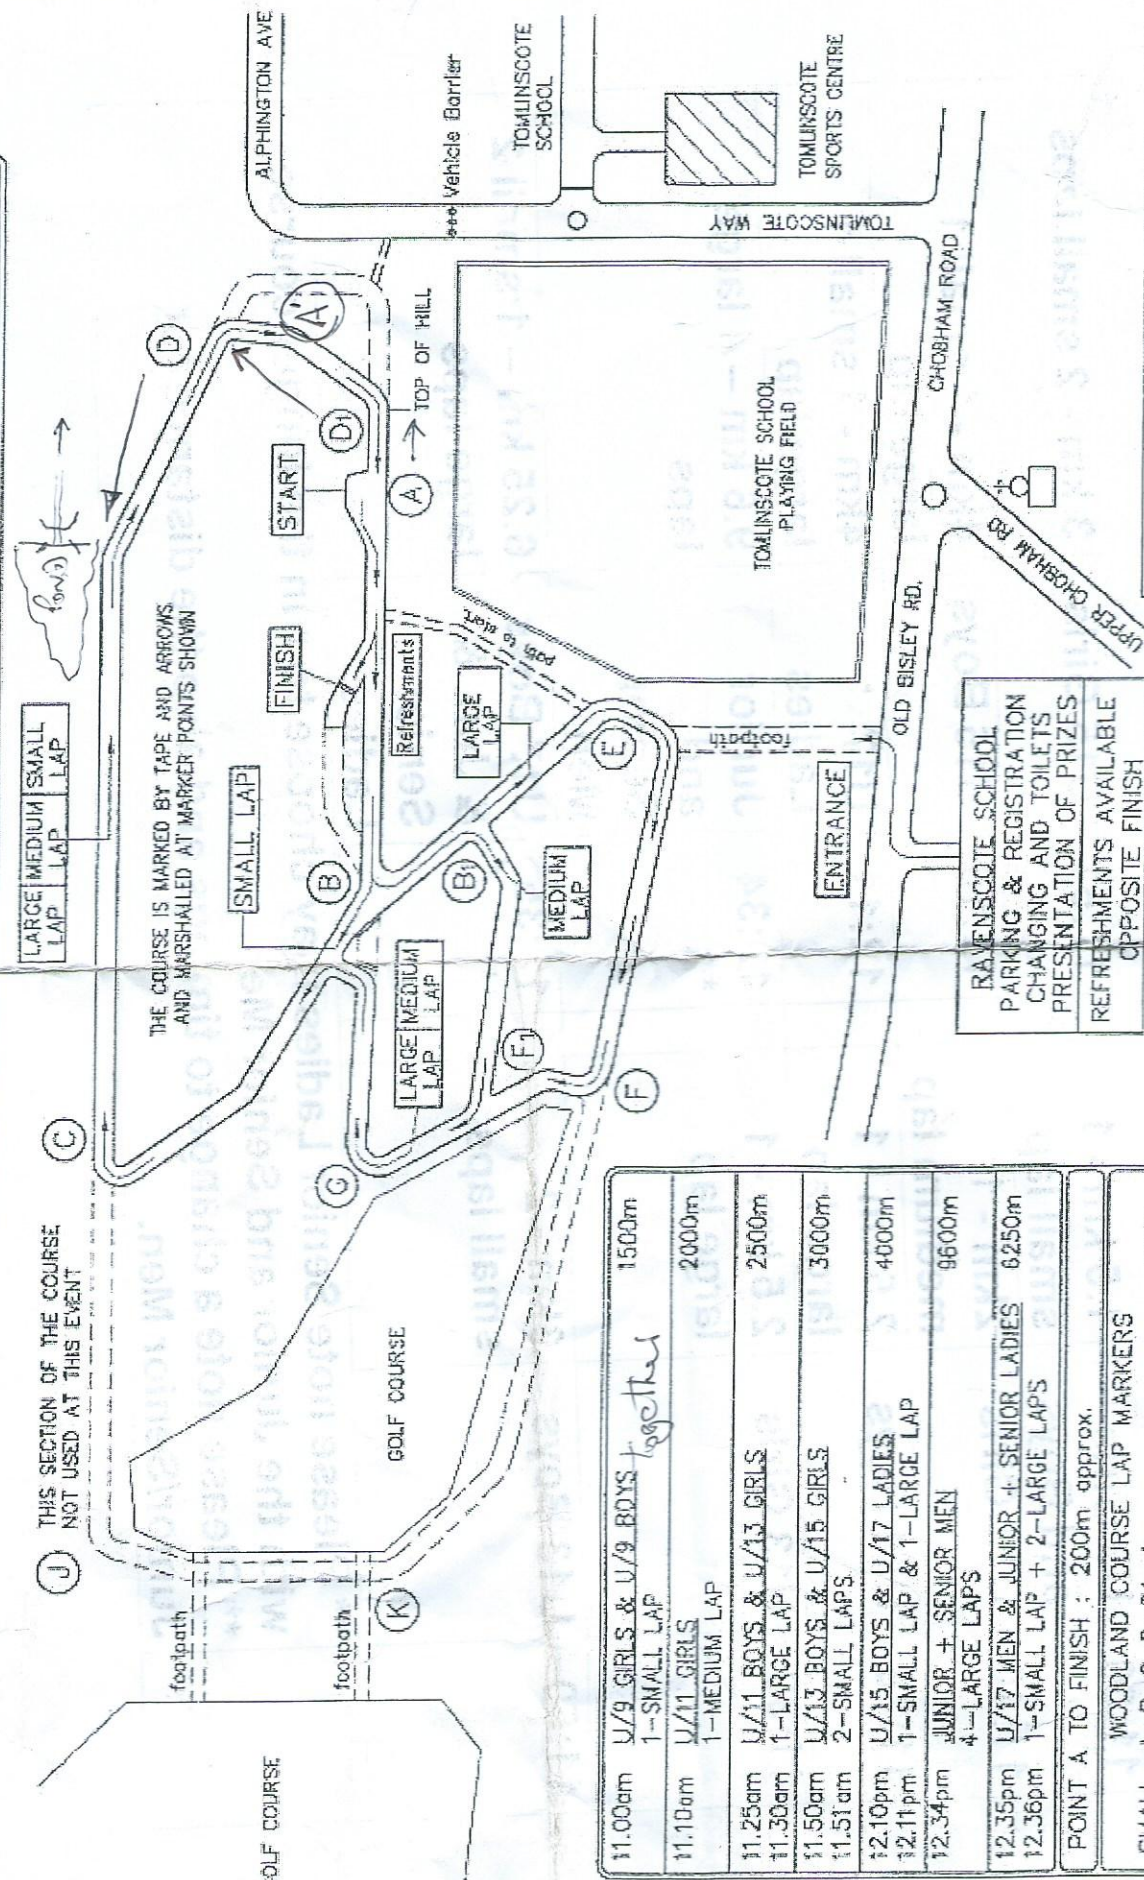 ALPHINGTON AVE
Vehicle Barrier
TOMLINSCOTE
SCHOOL
TOMLINSCOTE
SPORTS CENTRE
TOMLINSCOTE WAY
CHOBHAM ROAD
UPPER CHOBHAM RD
OLD BISLEY RD.
TOMLINSCOTE SCHOOL
PLAYING FIELD
TOP OF HILL
D
A'
D1
A
START
FINISH
Pond
LARGE LAP
MEDIUM LAP
SMALL LAP
THE COURSE IS MARKED BY TAPE AND ARROWS
AND MARSHALLED AT MARKER POINTS SHOWN
SMALL LAP
Refreshments
path to start
LARGE
LAP
B
B1
E
footpath
MEDIUM
LAP
ENTRANCE
LARGE LAP
MEDIUM LAP
F1
F
G
C
THIS SECTION OF THE COURSE
NOT USED AT THIS EVENT
J
K
footpath
footpath
GOLF COURSE
OLF COURSE
RAVENSCOTE SCHOOL
PARKING & REGISTRATION
CHANGING AND TOILETS
PRESENTATION OF PRIZES
REFRESHMENTS AVAILABLE
OPPOSITE FINISH
11.00am U/9 GIRLS & U/9 BOYS together 1500m
1-SMALL LAP
11.10am U/11 GIRLS 2000m
1-MEDIUM LAP
11.25am U/11 BOYS & U/13 GIRLS 2500m
11.30am 1-LARGE LAP
11.50am U/13 BOYS & U/15 GIRLS 3000m
11.51am 2-SMALL LAPS
12.10pm U/15 BOYS & U/17 LADIES 4000m
12.11pm 1-SMALL LAP & 1-LARGE LAP
12.34pm JUNIOR + SENIOR MEN 9600m
4-LARGE LAPS
12.35pm U/17 MEN & JUNIOR + SENIOR LADIES 6250m
12.36pm 1-SMALL LAP + 2-LARGE LAPS
POINT A TO FINISH : 200m approx.
WOODLAND COURSE LAP MARKERS